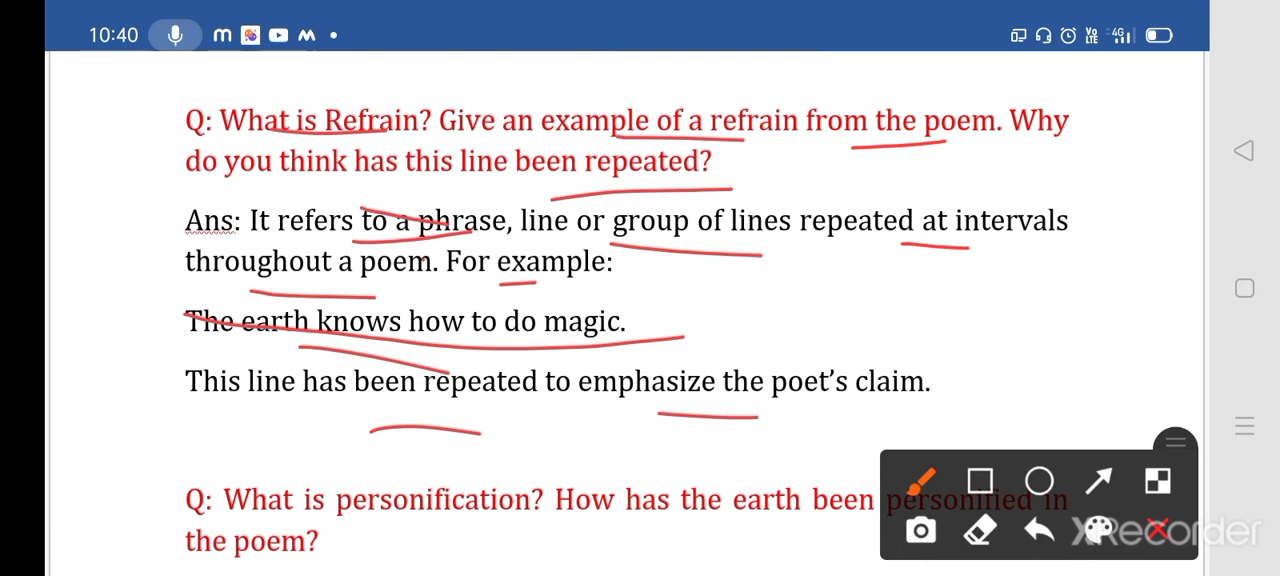 10:40
Vo LTE 4G
Q: What is Refrain? Give an example of a refrain from the poem. Why
do you think has this line been repeated?
Ans: It refers to a phrase, line or group of lines repeated at intervals
throughout a poem. For example:
The earth knows how to do magic.
This line has been repeated to emphasize the poet's claim.
Q: What is personification? How has the earth been personified in
the poem?
XRecorder